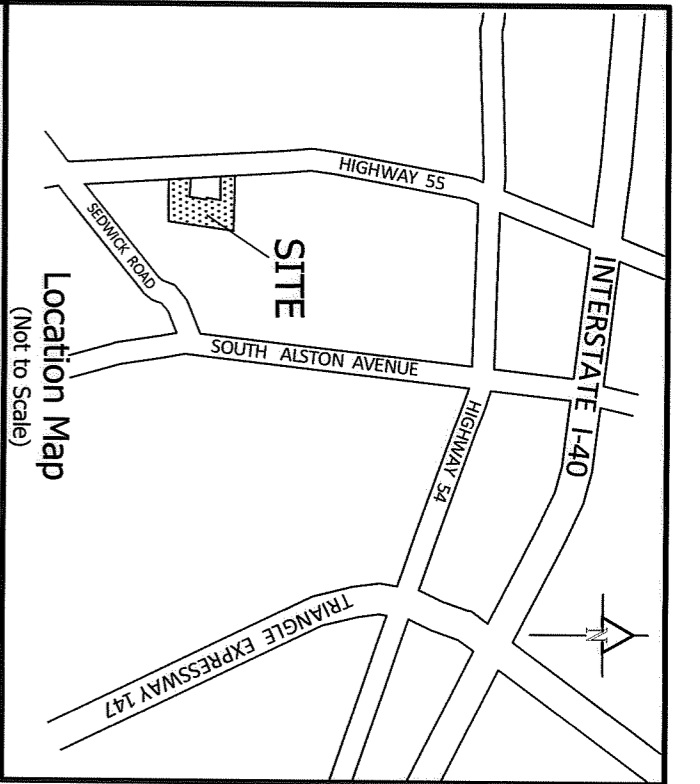 INTERSTATE I-40
HIGHWAY 55
HIGHWAY 54
SOUTH ALSTON AVENUE
SITE
SEDWICK ROAD
TRIANGLE EXPRESSWAY 147
N
Location Map
(Not to Scale)